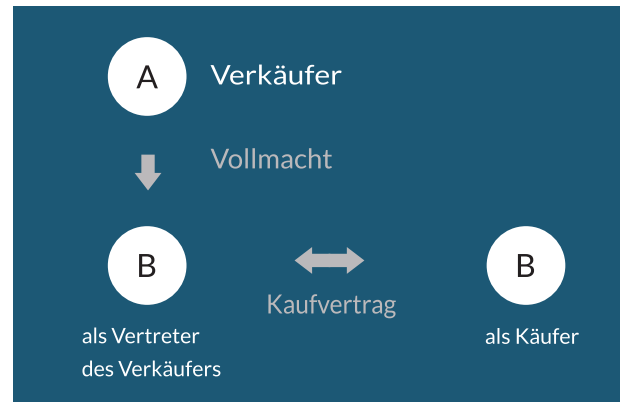 A
Verkäufer
Vollmacht
B
B
Kaufvertrag
als Vertreter
des Verkäufers
als Käufer